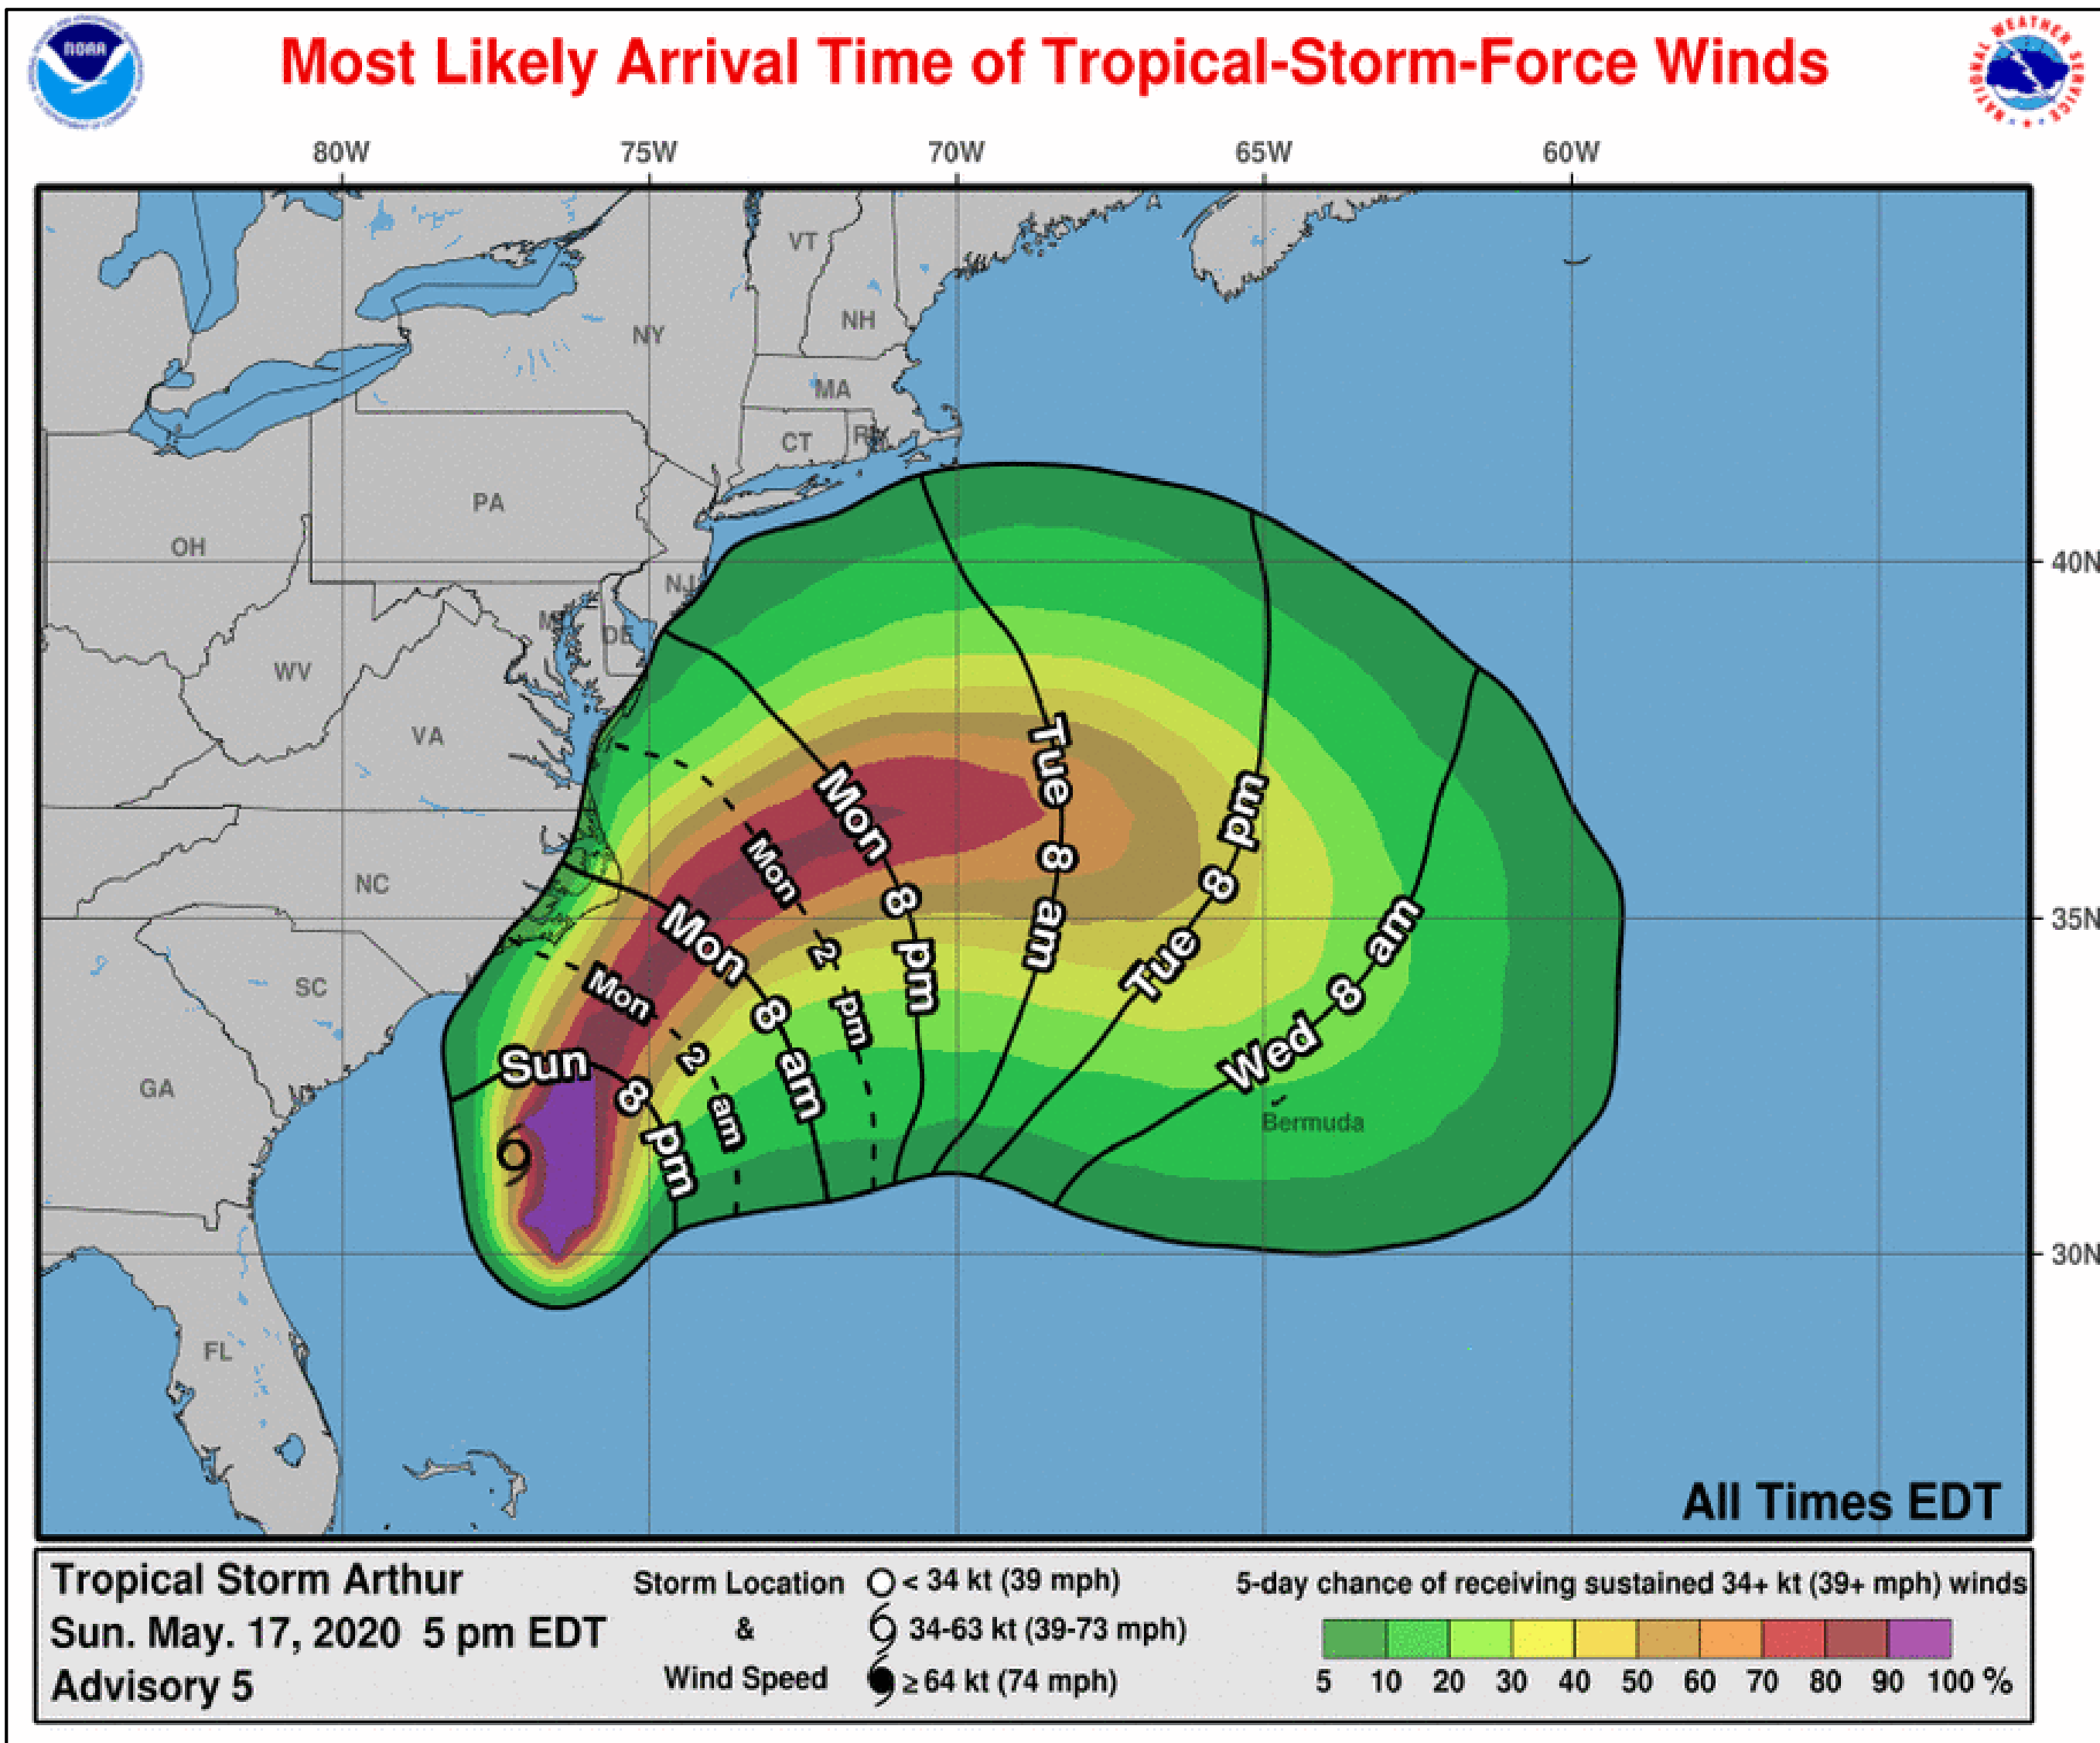 NOAA
Most Likely Arrival Time of Tropical-Storm-Force Winds
NATIONAL WEATHER SERVICE
80W 75W 70W 65W 60W
VT
NH
NY
MA
CT
PA
OH
NJ
40N
DE
WV
VA
Tue 8 am
Mon 8 pm
Tue 8 pm
Mon 2 pm
NC
Mon 8 am
Wed 8 am
35N
Mon 2 am
SC
Sun 8 pm
GA
Bermuda
30N
FL
All Times EDT
Tropical Storm Arthur
Sun. May. 17, 2020 5 pm EDT
Advisory 5
Storm Location
&
Wind Speed
< 34 kt (39 mph)
34-63 kt (39-73 mph)
≥ 64 kt (74 mph)
5-day chance of receiving sustained 34+ kt (39+ mph) winds
5 10 20 30 40 50 60 70 80 90 100 %